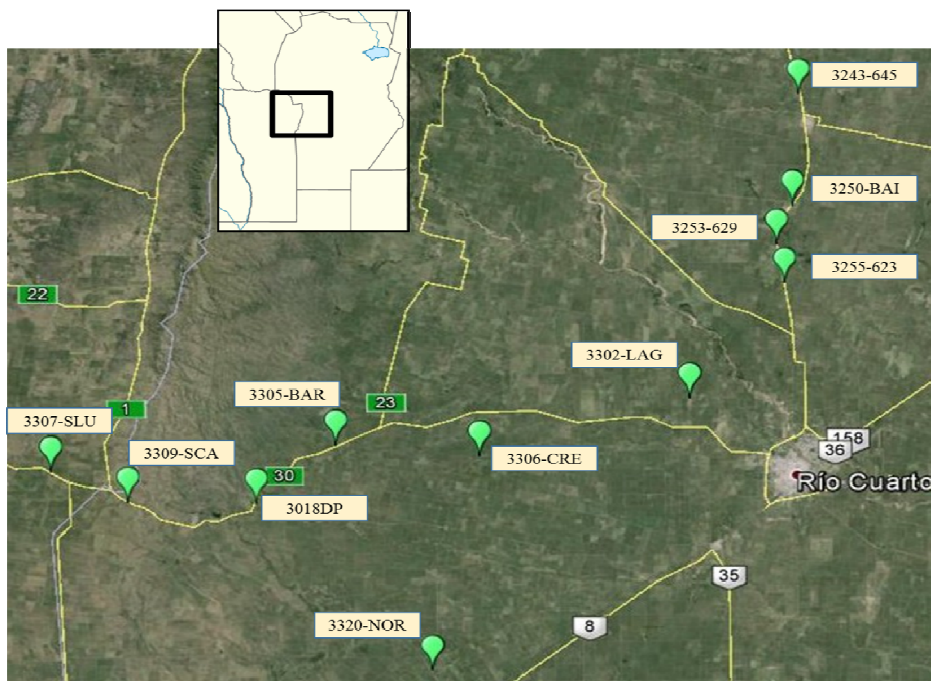 3243-645
3250-BAI
3253-629
3255-623
22
3302-LAG
3305-BAR
1
23
3307-SLU
158
36
3309-SCA
3306-CRE
30
Río Cuarto
3018DP
35
3320-NOR
8